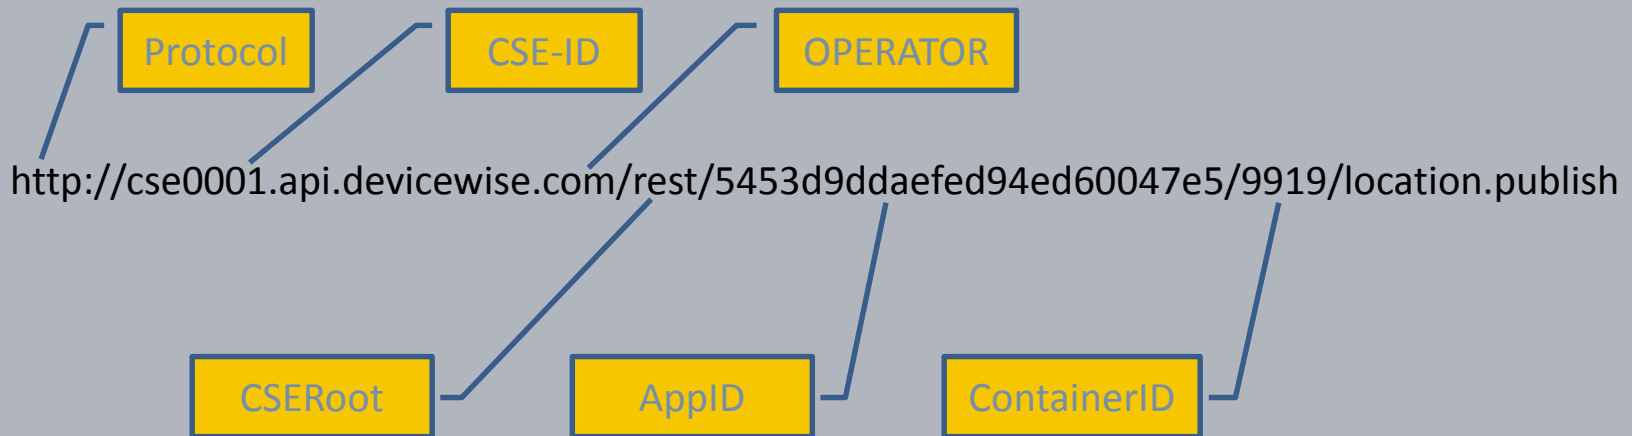 Protocol CSE-ID OPERATOR
http://cse0001.api.devicewise.com/rest/5453d9ddaefed94ed60047e5/9919/location.publish
CSERoot AppID ContainerID